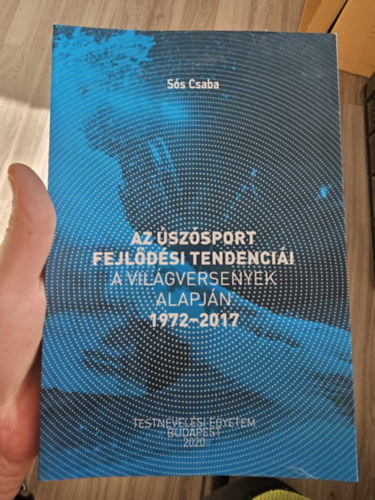 Sós Csaba
AZ ÚSZÓSPORT
FEJLŐDÉSI TENDENCIÁI
A VILÁGVERSENYEK
ALAPJÁN
1972–2017
TESTNEVELÉSI EGYETEM
BUDAPEST
2020